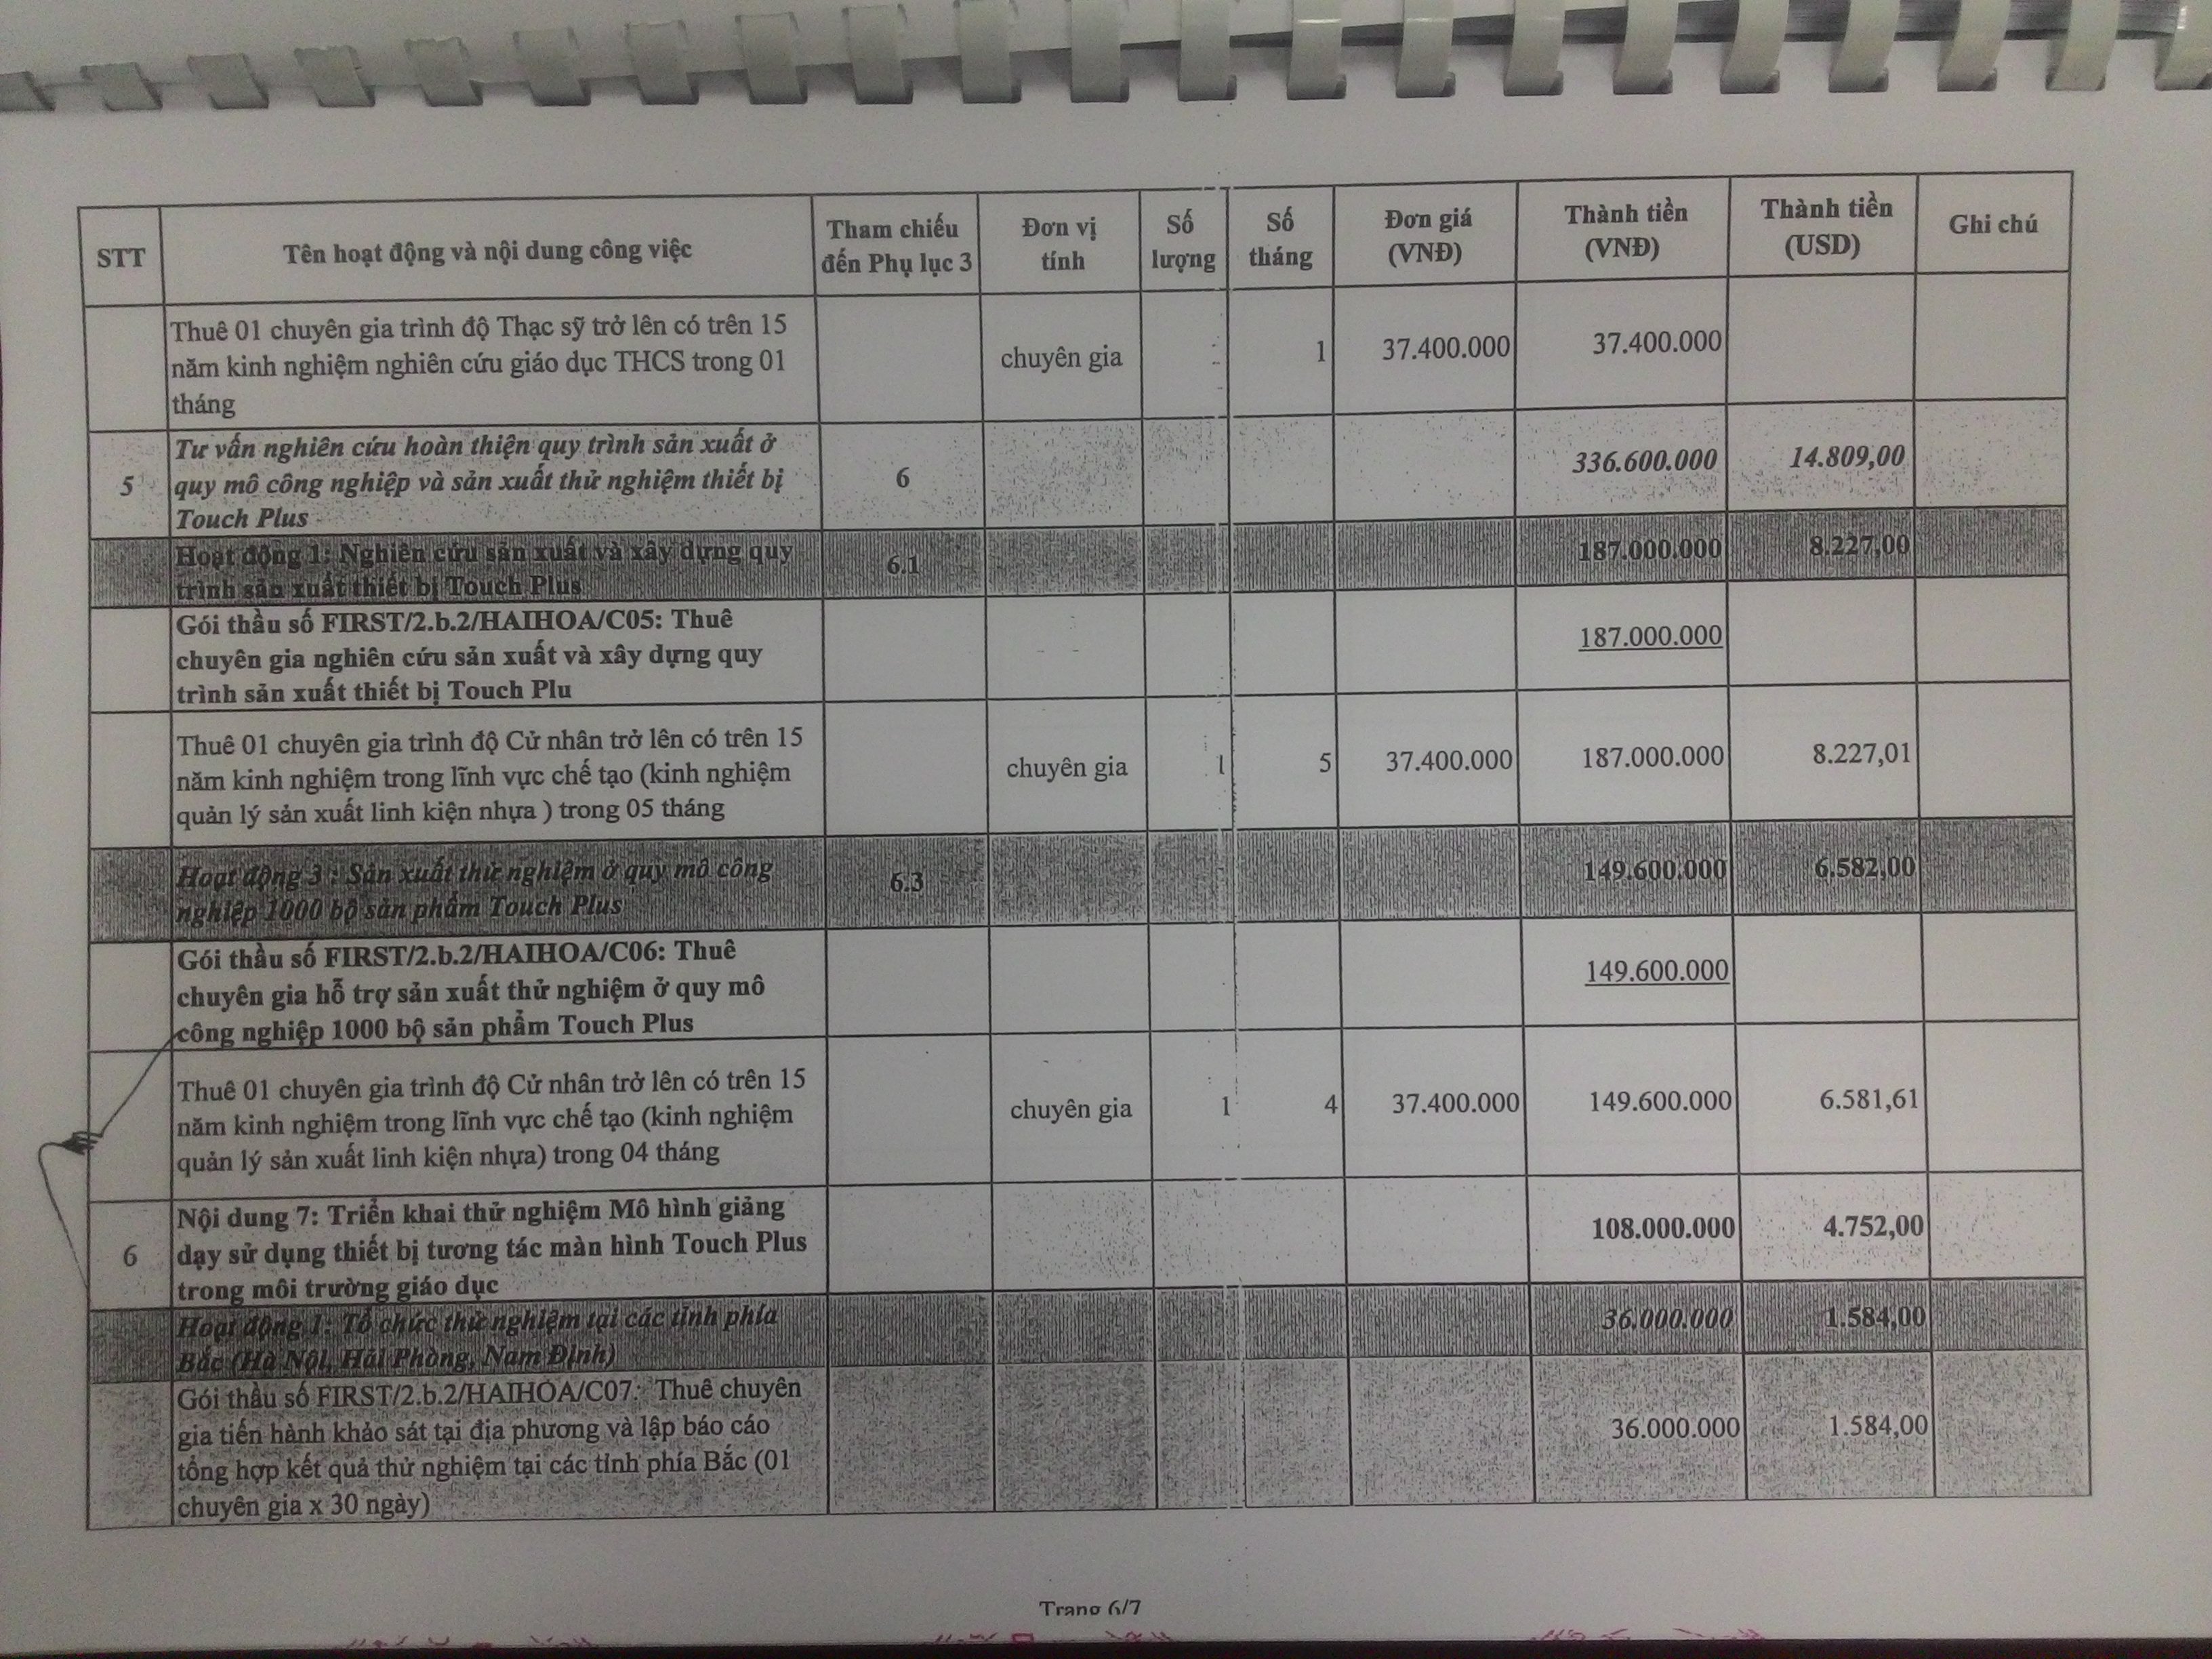 STT
Tên hoạt động và nội dung công việc
Tham chiếu
đến Phụ lục 3
Đơn vị
tính
Số
lượng
Số
tháng
Đơn giá
(VNĐ)
Thành tiền
(VNĐ)
Thành tiền
(USD)
Ghi chú
Thuê 01 chuyên gia trình độ Thạc sỹ trở lên có trên 15
năm kinh nghiệm nghiên cứu giáo dục THCS trong 01
tháng
chuyên gia
1
37.400.000
37.400.000
5
Tư vấn nghiên cứu hoàn thiện quy trình sản xuất ở
quy mô công nghiệp và sản xuất thử nghiệm thiết bị
Touch Plus
6
336.600.000
14.809,00
Hoạt động 1: Nghiên cứu sản xuất và xây dựng quy
trình sản xuất thiết bị Touch Plus
6.1
187.000.000
8.227,00
Gói thầu số FIRST/2.b.2/HAIHOA/C05: Thuê
chuyên gia nghiên cứu sản xuất và xây dựng quy
trình sản xuất thiết bị Touch Plu
187.000.000
Thuê 01 chuyên gia trình độ Cử nhân trở lên có trên 15
năm kinh nghiệm trong lĩnh vực chế tạo (kinh nghiệm
quản lý sản xuất linh kiện nhựa ) trong 05 tháng
chuyên gia
1
5
37.400.000
187.000.000
8.227,01
Hoạt động 3 : Sản xuất thử nghiệm ở quy mô công
nghiệp 1000 bộ sản phẩm Touch Plus
6.3
149.600.000
6.582,00
Gói thầu số FIRST/2.b.2/HAIHOA/C06: Thuê
chuyên gia hỗ trợ sản xuất thử nghiệm ở quy mô
công nghiệp 1000 bộ sản phẩm Touch Plus
149.600.000
Thuê 01 chuyên gia trình độ Cử nhân trở lên có trên 15
năm kinh nghiệm trong lĩnh vực chế tạo (kinh nghiệm
quản lý sản xuất linh kiện nhựa) trong 04 tháng
chuyên gia
1
4
37.400.000
149.600.000
6.581,61
6
Nội dung 7: Triển khai thử nghiệm Mô hình giảng
dạy sử dụng thiết bị tương tác màn hình Touch Plus
trong môi trường giáo dục
108.000.000
4.752,00
Hoạt động 1: Tổ chức thử nghiệm tại các tỉnh phía
Bắc (Hà Nội, Hải Phòng, Nam Định)
36.000.000
1.584,00
Gói thầu số FIRST/2.b.2/HAIHOA/C07: Thuê chuyên
gia tiến hành khảo sát tại địa phương và lập báo cáo
tổng hợp kết quả thử nghiệm tại các tỉnh phía Bắc (01
chuyên gia x 30 ngày)
36.000.000
1.584,00
Trang 6/7